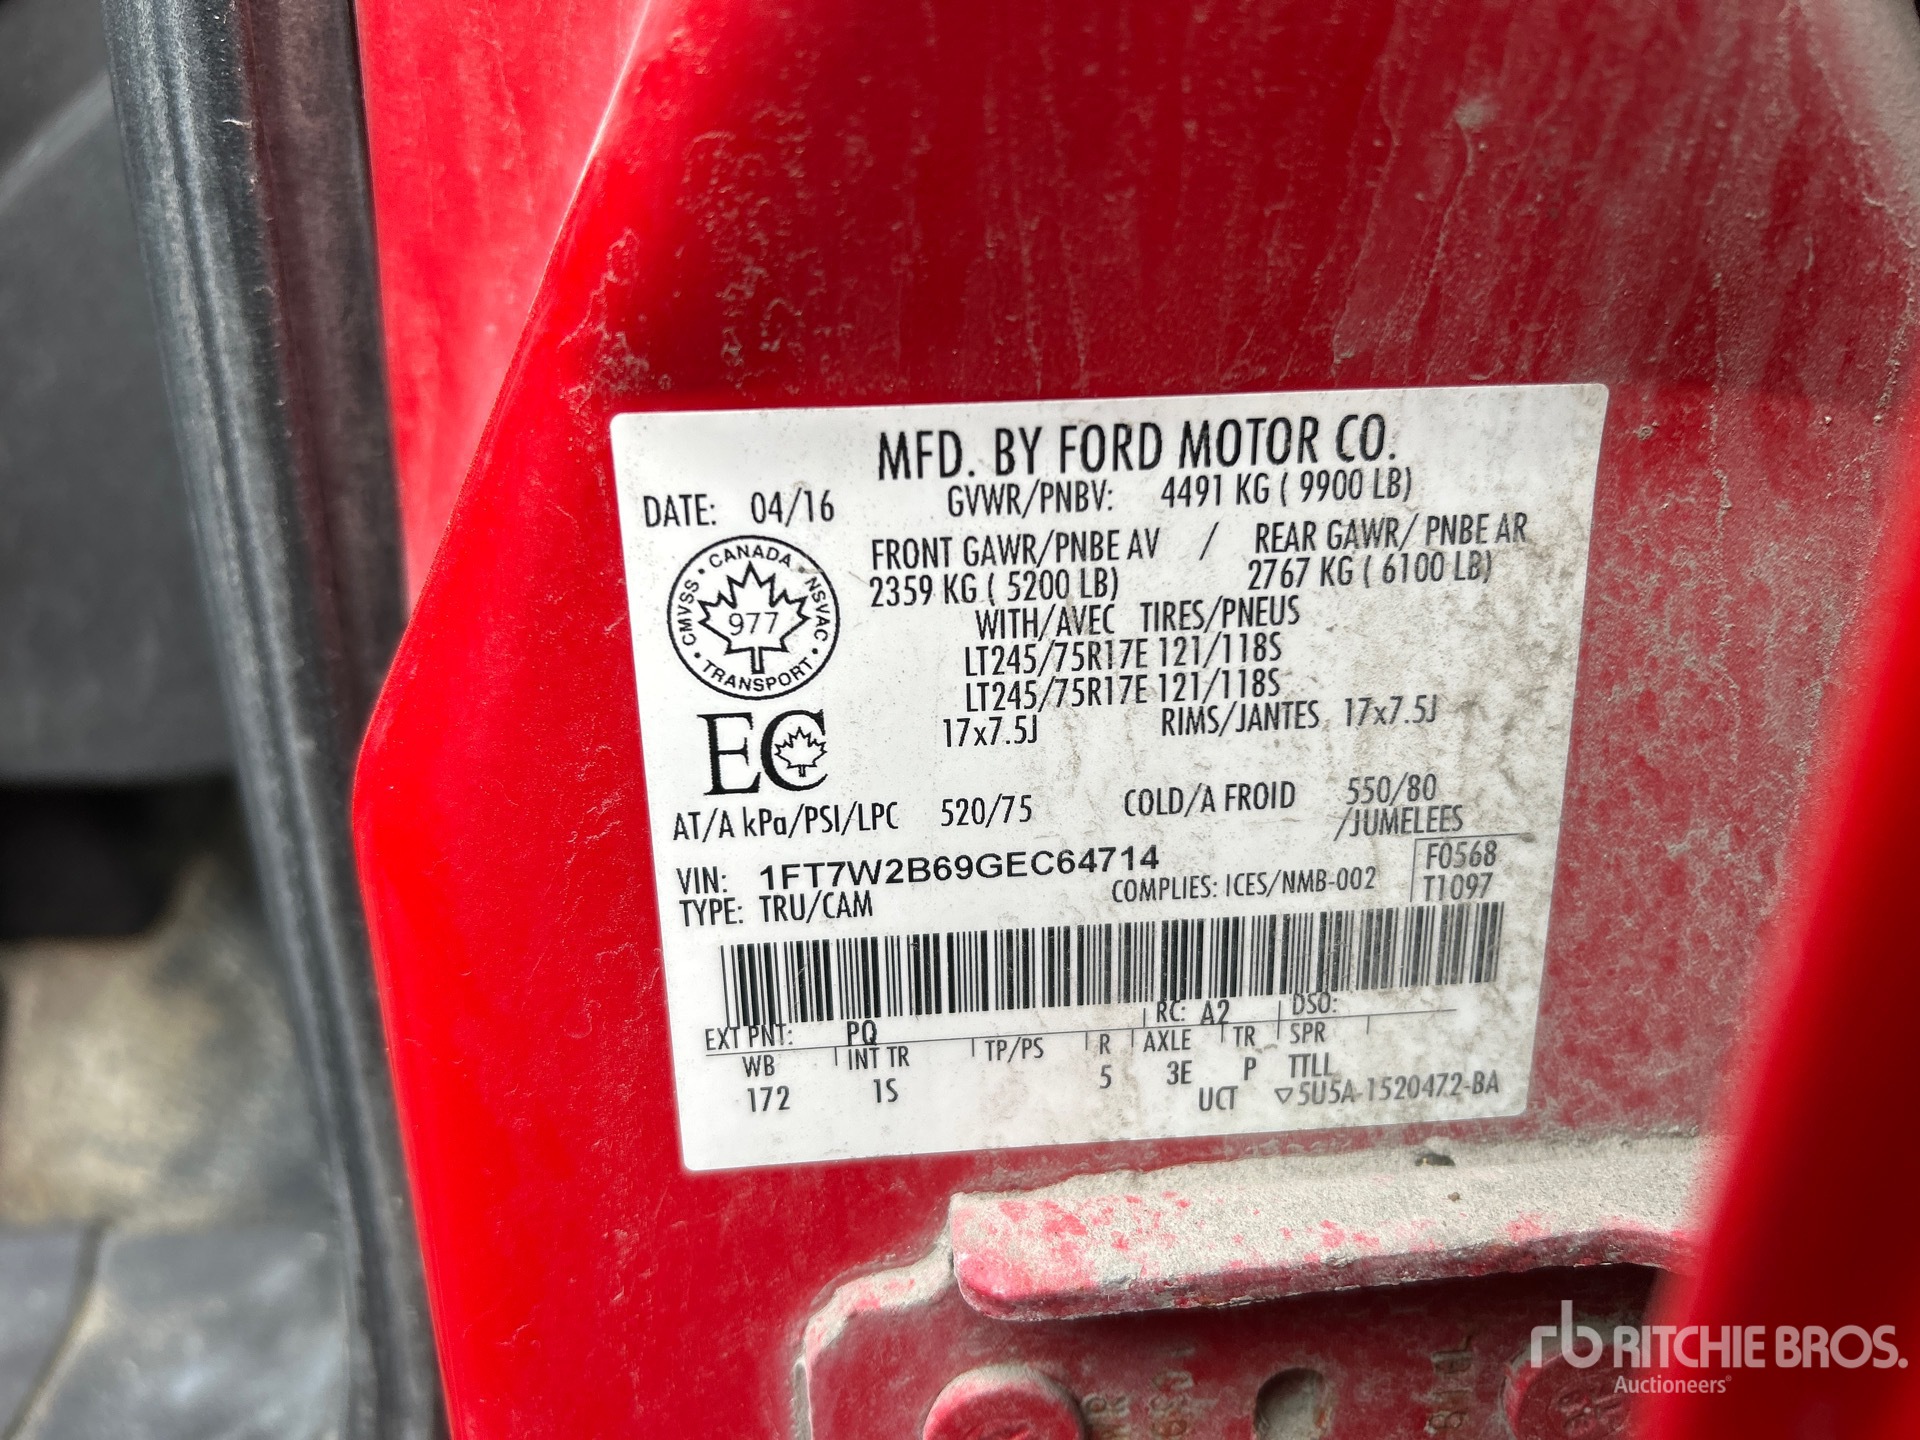 MFD. BY FORD MOTOR CO.
DATE: 04/16 GVWR/PNBV: 4491 KG ( 9900 LB)
FRONT GAWR/PNBE AV / REAR GAWR/ PNBE AR
2359 KG ( 5200 LB) 2767 KG ( 6100 LB)
WITH/AVEC TIRES/PNEUS
LT245/75R17E 121/118S
LT245/75R17E 121/118S
17x7.5J RIMS/JANTES 17x7.5J
CMVSS · CANADA · NSVAC · TRANSPORT ·
977
EC
AT/A kPa/PSI/LPC 520/75 COLD/A FROID 550/80
/JUMELEES
VIN: 1FT7W2B69GEC64714
TYPE: TRU/CAM COMPLIES: ICES/NMB-002
F0568
T1097
EXT PNT: PQ RC: A2 DSO:
WB INT TR TP/PS R AXLE TR SPR
172 1S 5 3E P TTLL
UCT 5U5A-1520472-BA
rb RITCHIE BROS.
Auctioneers